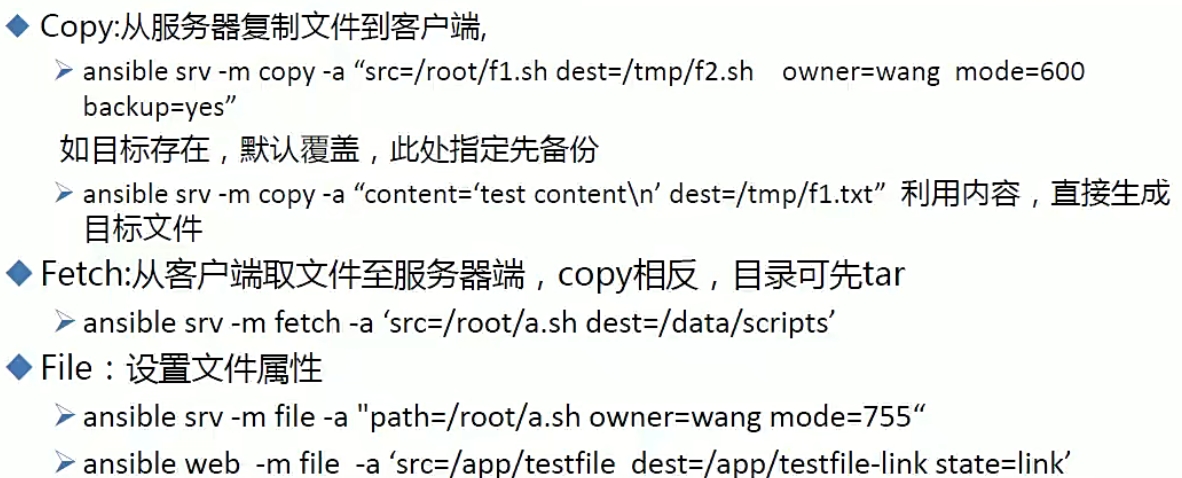 Copy:从服务器复制文件到客户端,
ansible srv -m copy -a “src=/root/f1.sh dest=/tmp/f2.sh owner=wang mode=600
backup=yes”
如目标存在，默认覆盖，此处指定先备份
ansible srv -m copy -a “content=‘test content\n’ dest=/tmp/f1.txt” 利用内容，直接生成
目标文件
Fetch:从客户端取文件至服务器端，copy相反，目录可先tar
ansible srv -m fetch -a ‘src=/root/a.sh dest=/data/scripts’
File：设置文件属性
ansible srv -m file -a "path=/root/a.sh owner=wang mode=755“
ansible web -m file -a ‘src=/app/testfile dest=/app/testfile-link state=link’